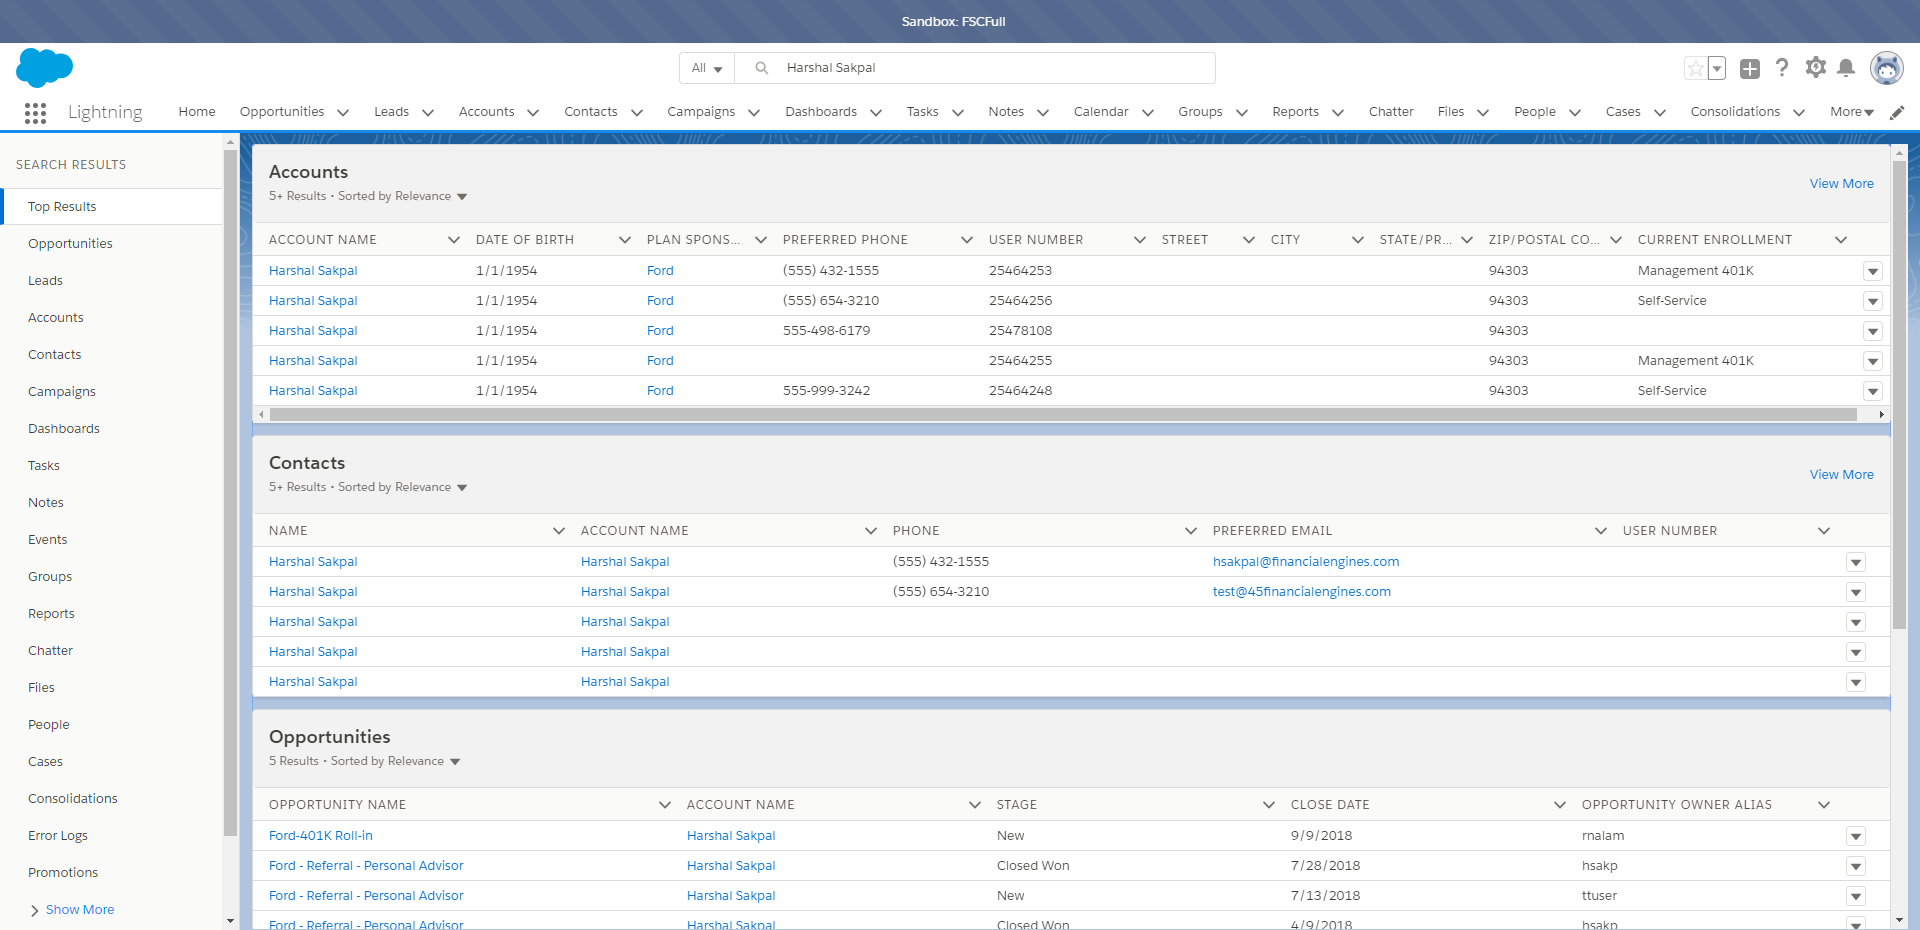 Sandbox: FSCFull
All Harshal Sakpal
Lightning Home Opportunities Leads Accounts Contacts Campaigns Dashboards Tasks Notes Calendar Groups Reports Chatter Files People Cases Consolidations More
SEARCH RESULTS
Top Results
Opportunities
Leads
Accounts
Contacts
Campaigns
Dashboards
Tasks
Notes
Events
Groups
Reports
Chatter
Files
People
Cases
Consolidations
Error Logs
Promotions
Show More
Accounts
5+ Results • Sorted by Relevance
View More
ACCOUNT NAME DATE OF BIRTH PLAN SPONS... PREFERRED PHONE USER NUMBER STREET CITY STATE/PR... ZIP/POSTAL CO... CURRENT ENROLLMENT
Harshal Sakpal 1/1/1954 Ford (555) 432-1555 25464253 94303 Management 401K
Harshal Sakpal 1/1/1954 Ford (555) 654-3210 25464256 94303 Self-Service
Harshal Sakpal 1/1/1954 Ford 555-498-6179 25478108 94303
Harshal Sakpal 1/1/1954 Ford 25464255 94303 Management 401K
Harshal Sakpal 1/1/1954 Ford 555-999-3242 25464248 94303 Self-Service
Contacts
5+ Results • Sorted by Relevance
View More
NAME ACCOUNT NAME PHONE PREFERRED EMAIL USER NUMBER
Harshal Sakpal Harshal Sakpal (555) 432-1555 hsakpal@financialengines.com
Harshal Sakpal Harshal Sakpal (555) 654-3210 test@45financialengines.com
Harshal Sakpal Harshal Sakpal
Harshal Sakpal Harshal Sakpal
Harshal Sakpal Harshal Sakpal
Opportunities
5 Results • Sorted by Relevance
OPPORTUNITY NAME ACCOUNT NAME STAGE CLOSE DATE OPPORTUNITY OWNER ALIAS
Ford-401K Roll-in Harshal Sakpal New 9/9/2018 rnalam
Ford - Referral - Personal Advisor Harshal Sakpal Closed Won 7/28/2018 hsakp
Ford - Referral - Personal Advisor Harshal Sakpal New 7/13/2018 ttuser
Ford - Referral - Personal Advisor Harshal Sakpal Closed Won 4/9/2018 hsakp